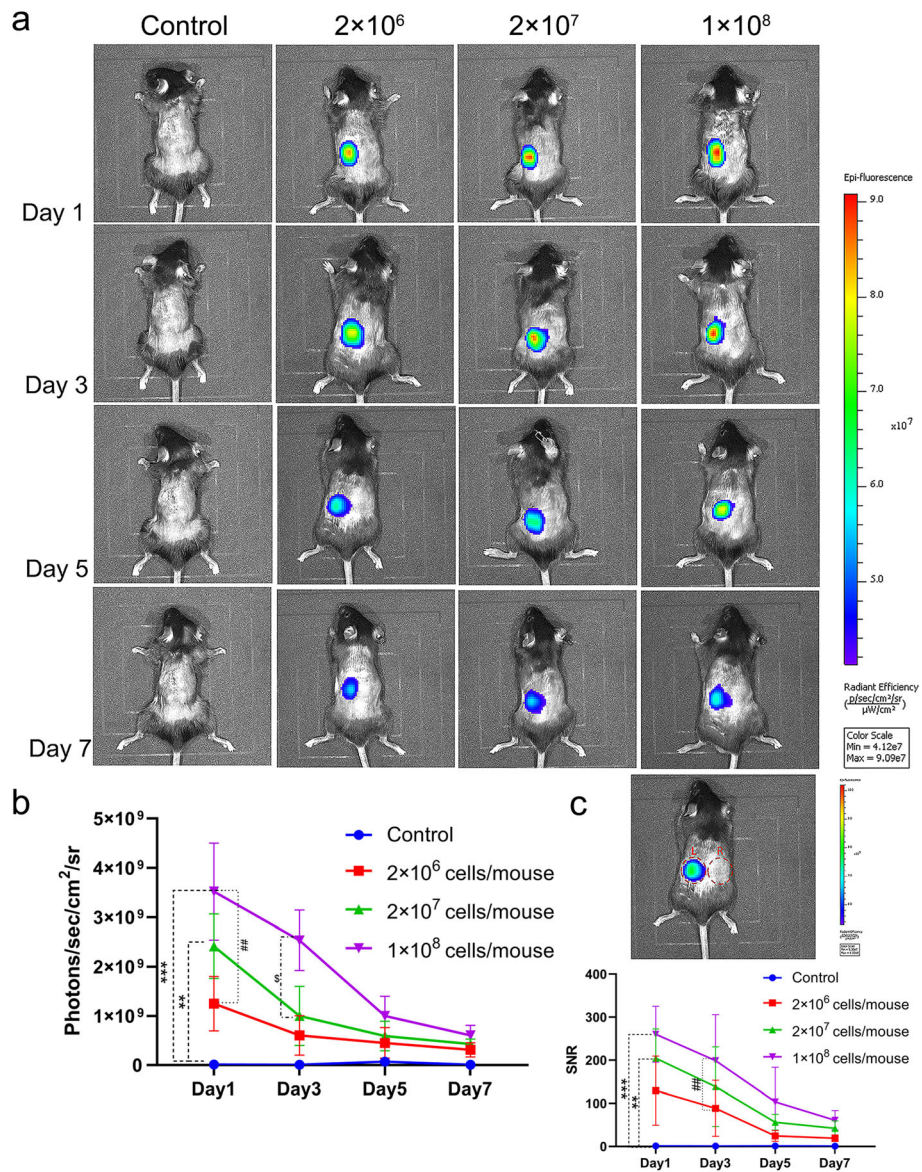 a
Control
2×10⁶
2×10⁷
1×10⁸
Day 1
Day 3
Day 5
Day 7
Epi-fluorescence
9.0
8.0
7.0
×10⁷
6.0
5.0
Radiant Efficiency
(p/sec/cm²/sr
µW/cm²)
Color Scale
Min = 4.12e7
Max = 9.09e7
b
Photons/sec/cm²/sr
5×10⁹
4×10⁹
3×10⁹
2×10⁹
1×10⁹
0
Control
2×10⁶ cells/mouse
2×10⁷ cells/mouse
1×10⁸ cells/mouse
***
**
##
$
Day1
Day3
Day5
Day7
c
L
SNR
400
300
200
100
0
Control
2×10⁶ cells/mouse
2×10⁷ cells/mouse
1×10⁸ cells/mouse
***
**
##
Day1
Day3
Day5
Day7